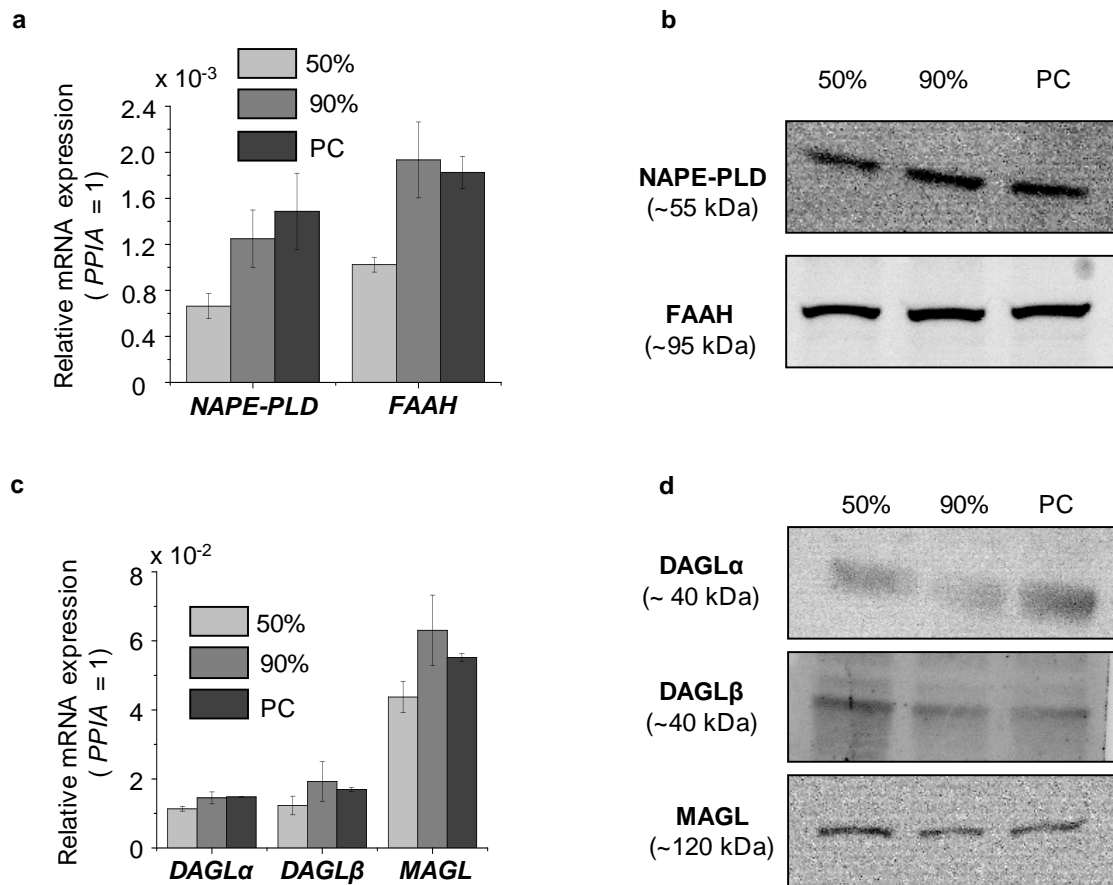 a
x 10-3
50%
90%
PC
2.4
2.0
1.6
1.2
0.8
0.4
0
Relative mRNA expression
( PPIA = 1)
NAPE-PLD FAAH
b
50% 90% PC
NAPE-PLD
(~55 kDa)
FAAH
(~95 kDa)
c
x 10-2
8
6
4
2
0
50%
90%
PC
Relative mRNA expression
( PPIA = 1)
DAGLα DAGLβ MAGL
d
50% 90% PC
DAGLα
(~ 40 kDa)
DAGLβ
(~40 kDa)
MAGL
(~120 kDa)